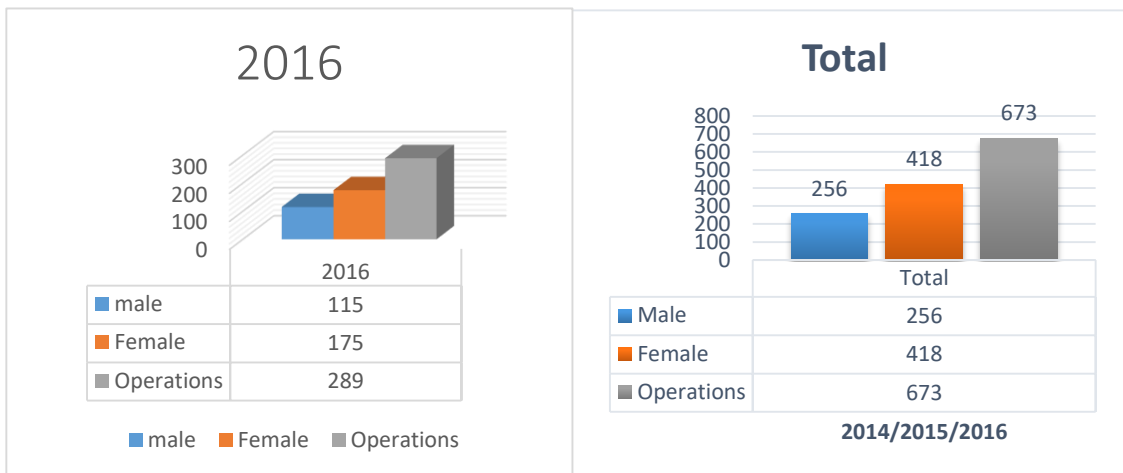 2016
300
200
100
0
2016
male 115
Female 175
Operations 289
male Female Operations
Total
800
700
600
500
400
300
200
100
0
256
418
673
Total
Male 256
Female 418
Operations 673
2014/2015/2016